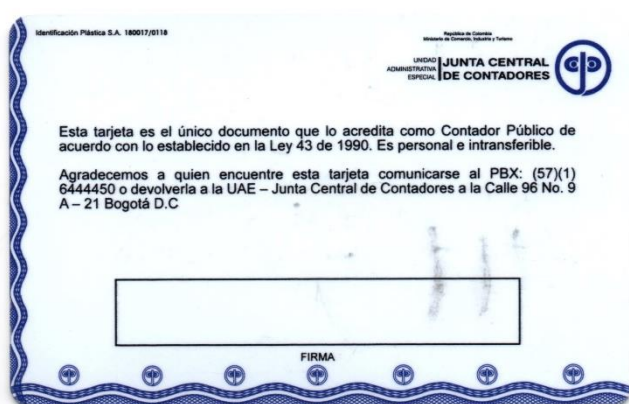 Identificación Plástica S.A. 180017/0118
República de Colombia
Ministerio de Comercio, Industria y Turismo
UNIDAD
ADMINISTRATIVA
ESPECIAL
JUNTA CENTRAL
DE CONTADORES
Esta tarjeta es el único documento que lo acredita como Contador Público de
acuerdo con lo establecido en la Ley 43 de 1990. Es personal e intransferible.
Agradecemos a quien encuentre esta tarjeta comunicarse al PBX: (57)(1)
6444450 o devolverla a la UAE – Junta Central de Contadores a la Calle 96 No. 9
A – 21 Bogotá D.C
FIRMA